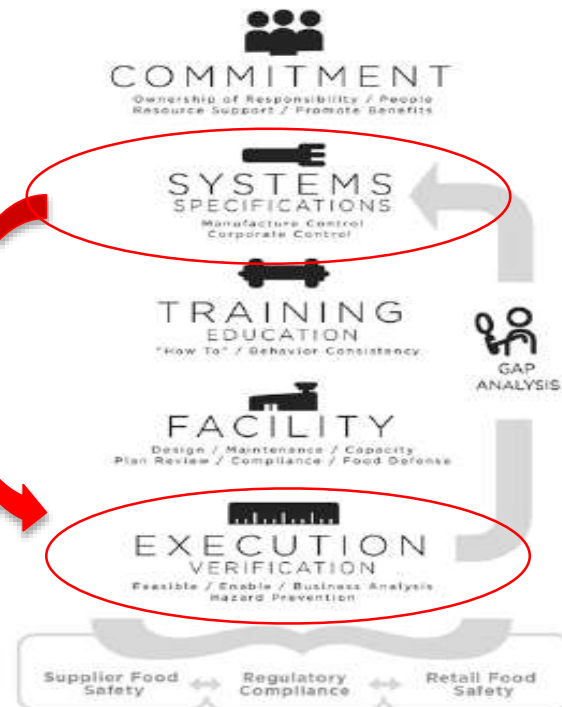 COMMITMENT
Ownership of Responsibility / People
Resource Support / Promote Benefits
SYSTEMS
SPECIFICATIONS
Manufacture Control
Corporate Control
TRAINING
EDUCATION
"How To" / Behavior Consistency
GAP
ANALYSIS
FACILITY
Design / Maintenance / Capacity
Plan Review / Compliance / Food Defense
EXECUTION
VERIFICATION
Feasible / Enable / Business Analysis
Hazard Prevention
Supplier Food
Safety
Regulatory
Compliance
Retail Food
Safety